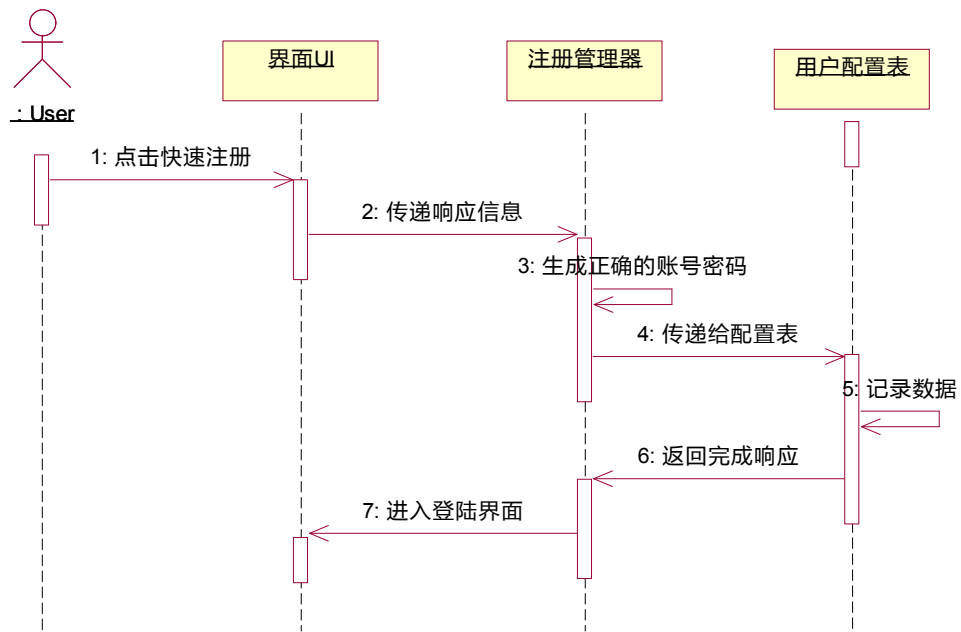 : User
界面UI
注册管理器
用户配置表
1: 点击快速注册
2: 传递响应信息
3: 生成正确的账号密码
4: 传递给配置表
5: 记录数据
6: 返回完成响应
7: 进入登陆界面